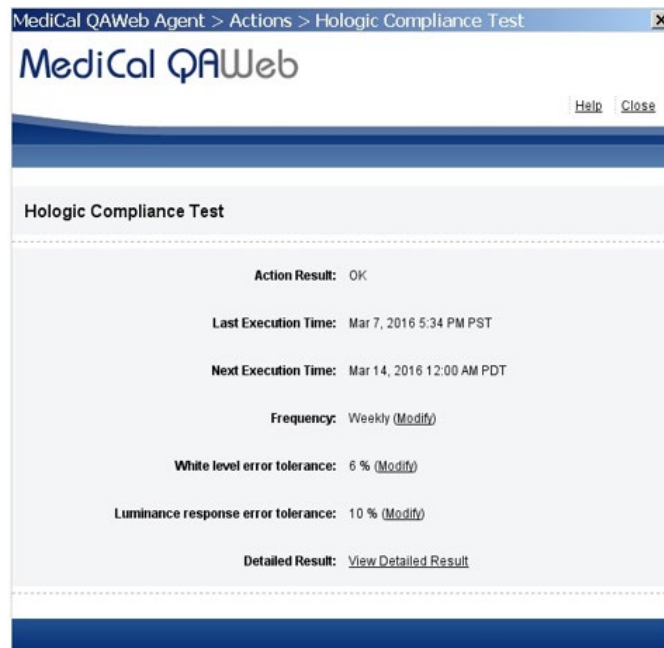 MediCal QAWeb Agent > Actions > Hologic Compliance Test
MediCal QAWeb
Help Close
Hologic Compliance Test
Action Result: OK
Last Execution Time: Mar 7, 2016 5:34 PM PST
Next Execution Time: Mar 14, 2016 12:00 AM PDT
Frequency: Weekly (Modify)
White level error tolerance: 6 % (Modify)
Luminance response error tolerance: 10 % (Modify)
Detailed Result: View Detailed Result